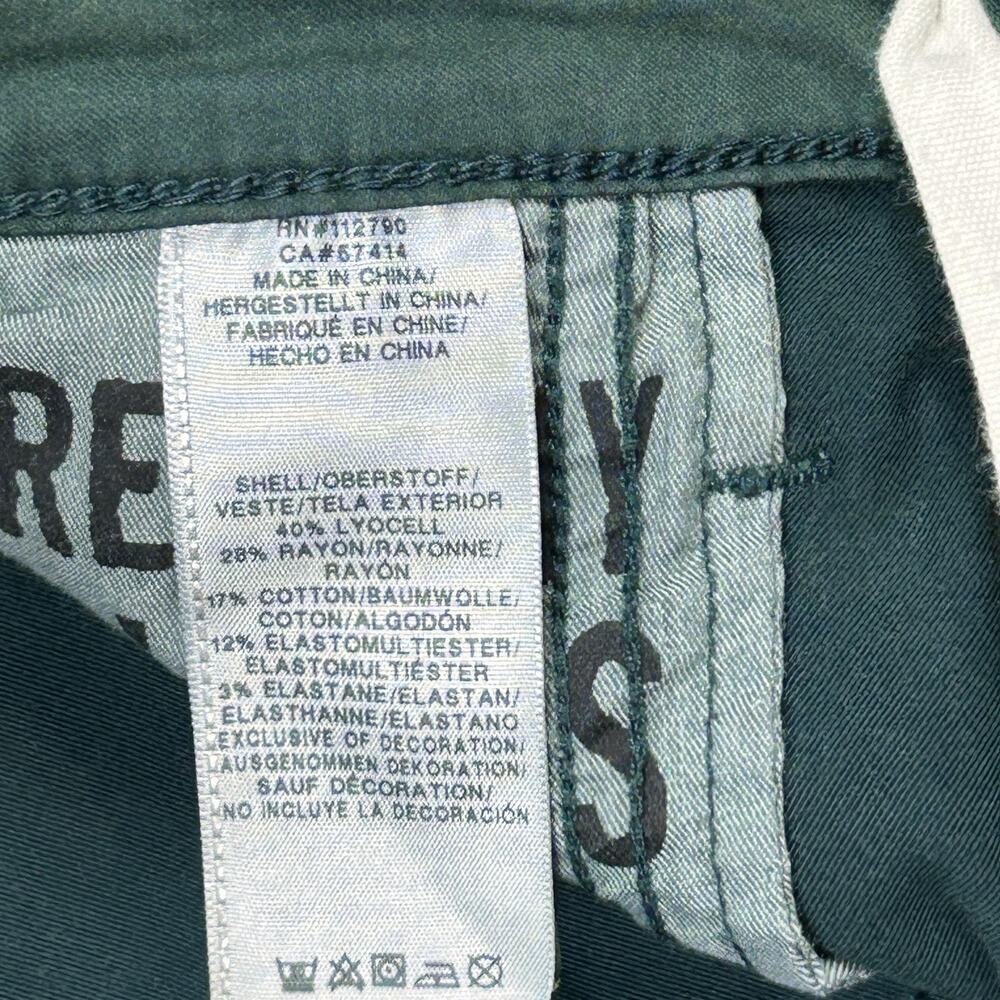 RN#112790
CA#57414
MADE IN CHINA/
HERGESTELLT IN CHINA/
FABRIQUÉ EN CHINE/
HECHO EN CHINA
SHELL/OBERSTOFF/
VESTE/TELA EXTERIOR
40% LYOCELL
28% RAYON/RAYONNE/
RAYÓN
17% COTTON/BAUMWOLLE/
COTON/ALGODÓN
12% ELASTOMULTIESTER/
ELASTOMULTIÉSTER
3% ELASTANE/ELASTAN/
ELASTHANNE/ELASTANO
EXCLUSIVE OF DECORATION/
AUSGENOMMEN DEKORATION/
SAUF DÉCORATION/
NO INCLUYE LA DECORACIÓN
RE
Y
S